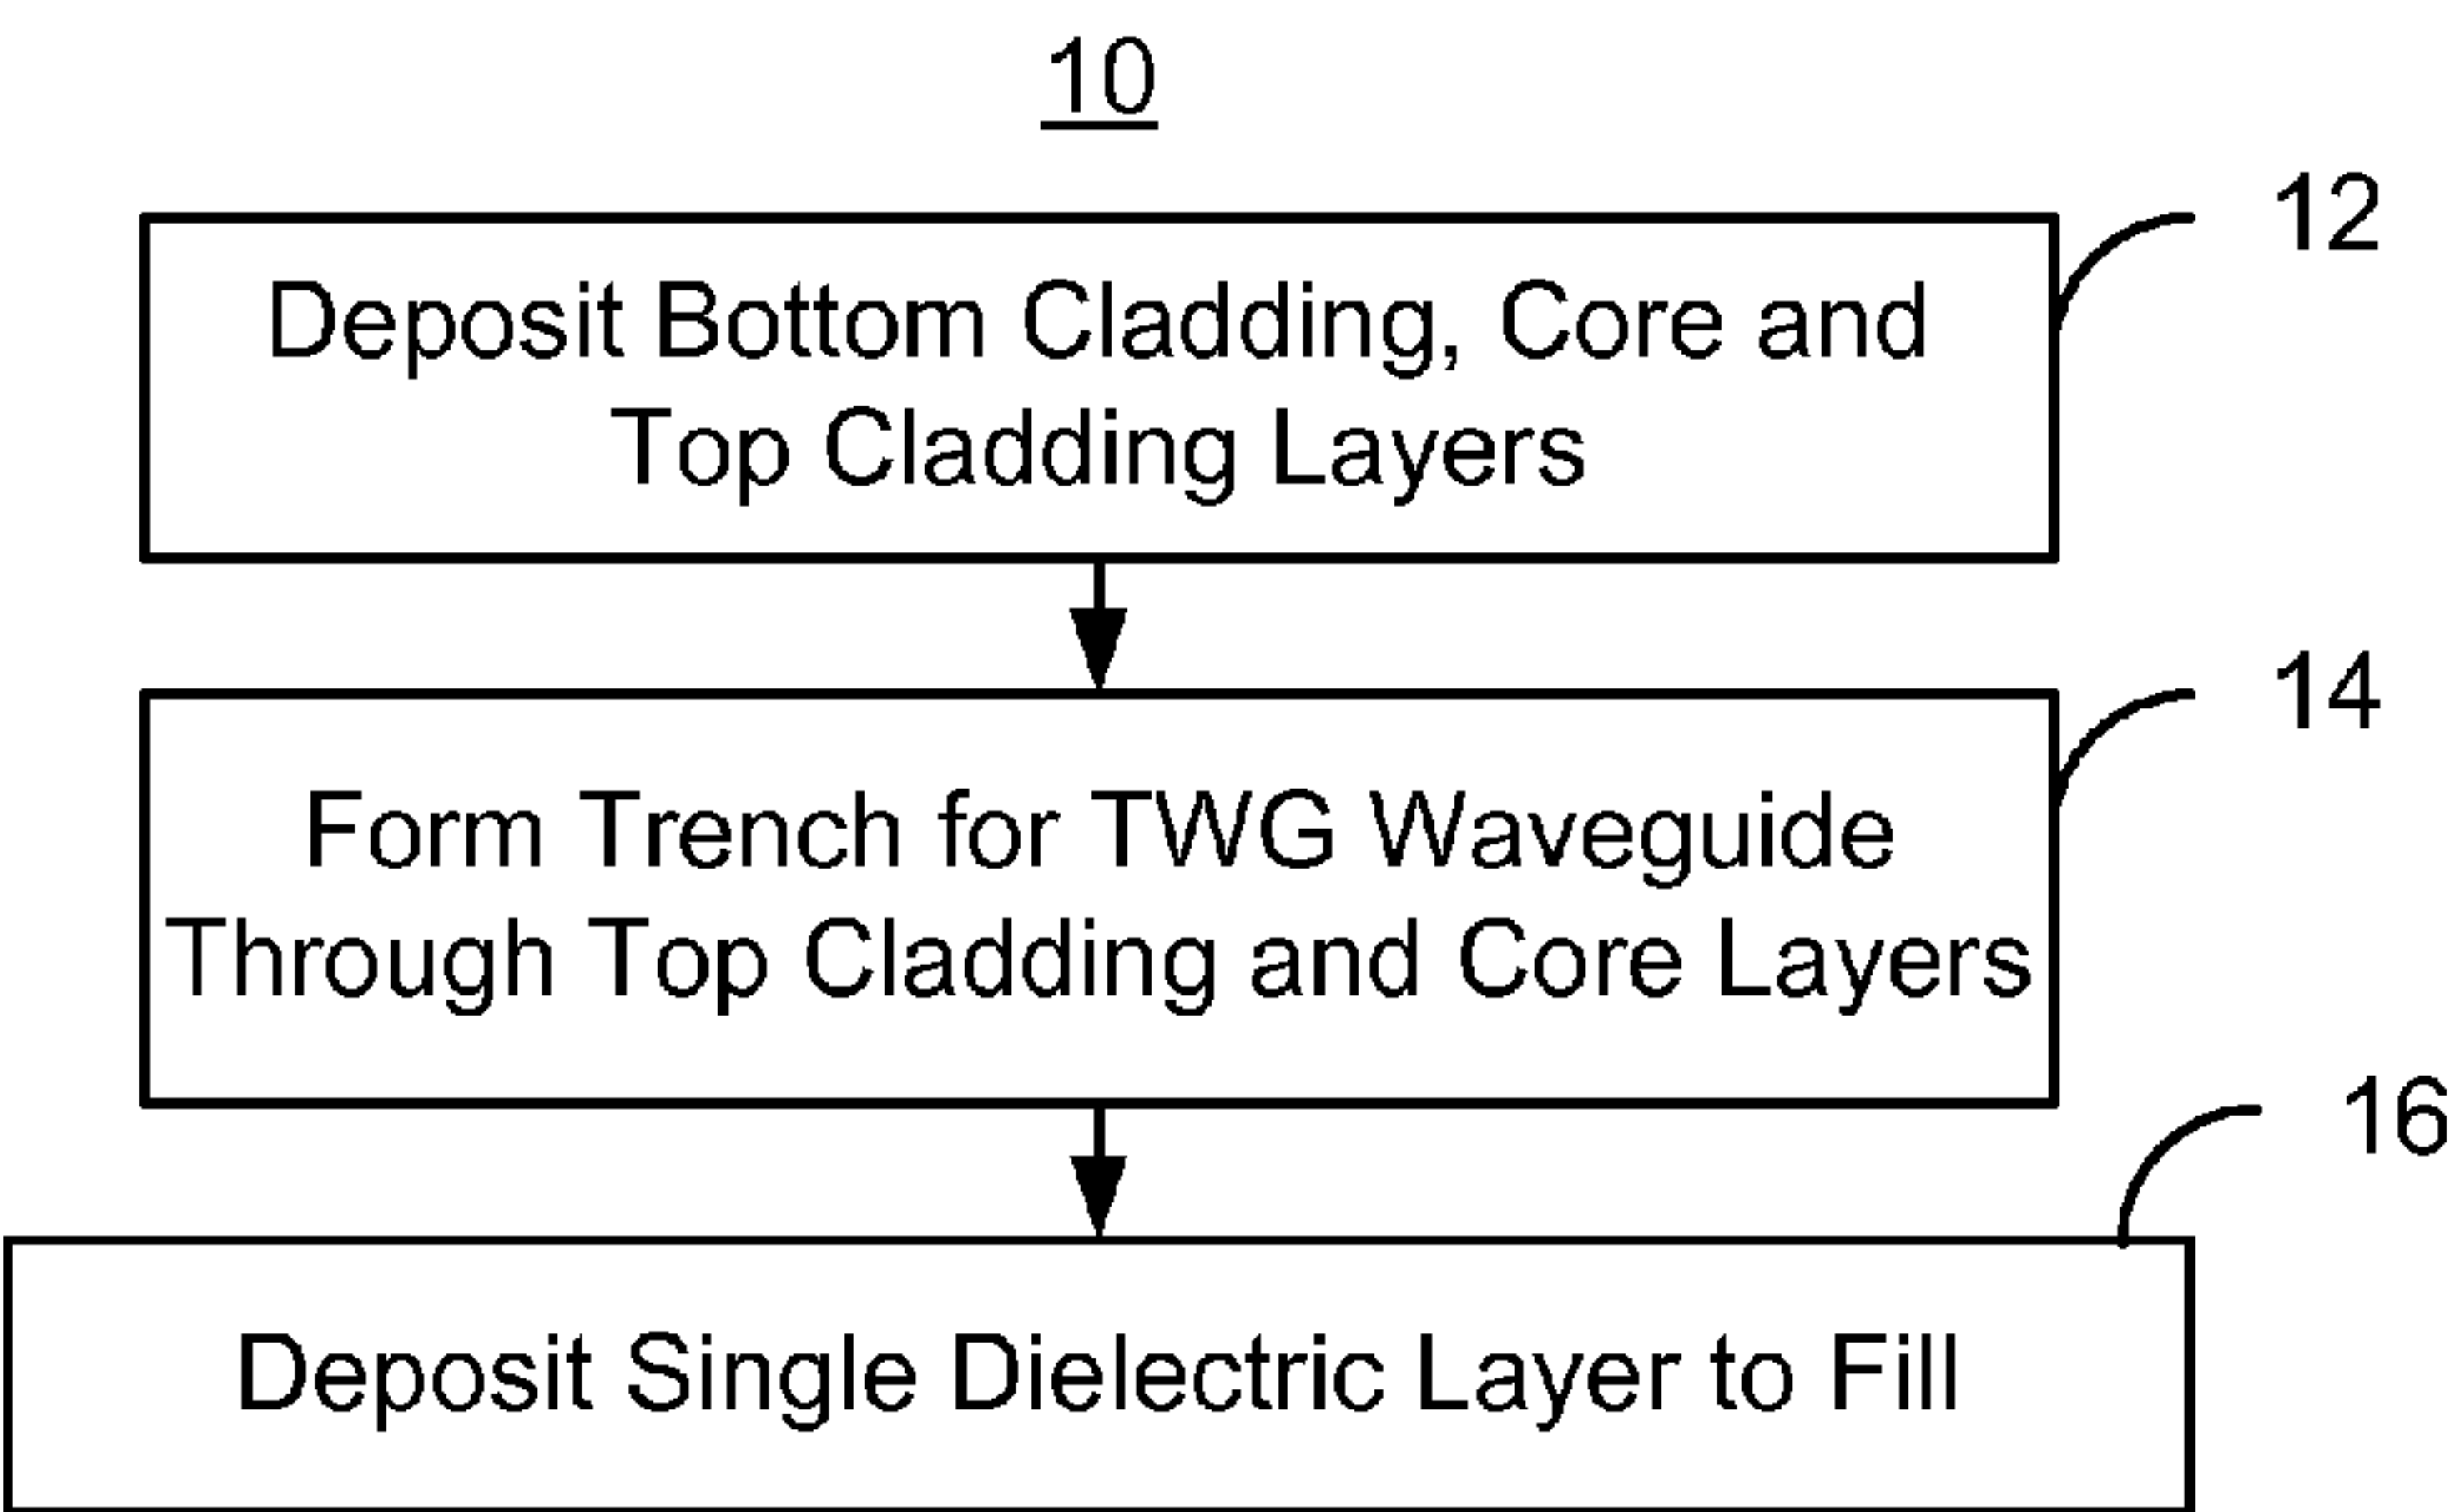 10
12
Deposit Bottom Cladding, Core and
Top Cladding Layers
14
Form Trench for TWG Waveguide
Through Top Cladding and Core Layers
16
Deposit Single Dielectric Layer to Fill